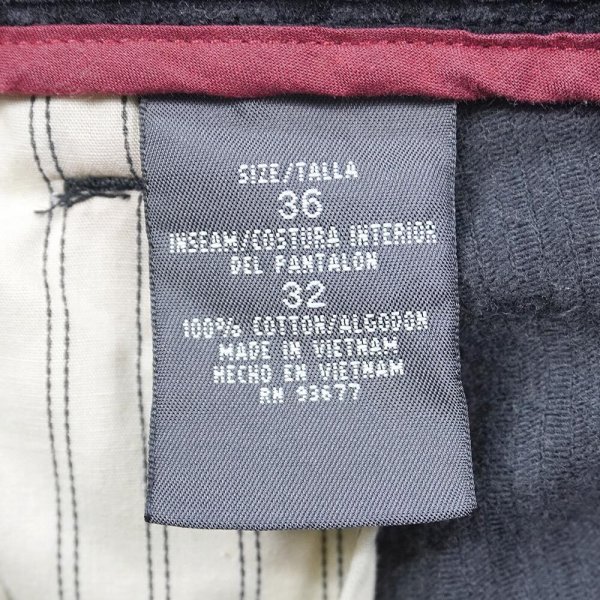 SIZE/TALLA
36
INSEAM/COSTURA INTERIOR
DEL PANTALON
32
100% COTTON/ALGODON
MADE IN VIETNAM
HECHO EN VIETNAM
RN 93677